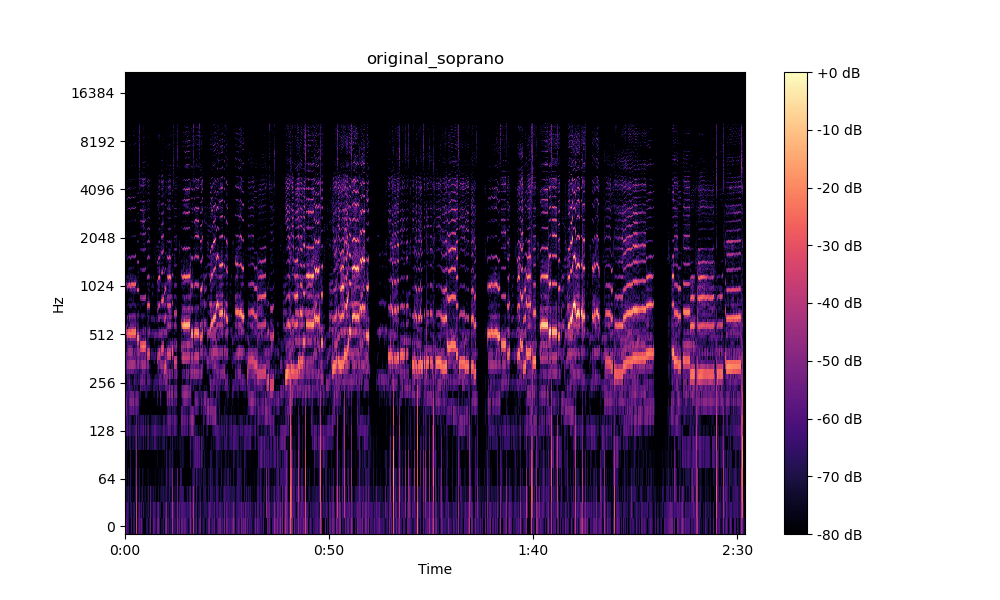 original_soprano
16384
8192
4096
2048
1024
512
256
128
64
0
Hz
0:00
0:50
1:40
2:30
Time
+0 dB
-10 dB
-20 dB
-30 dB
-40 dB
-50 dB
-60 dB
-70 dB
-80 dB